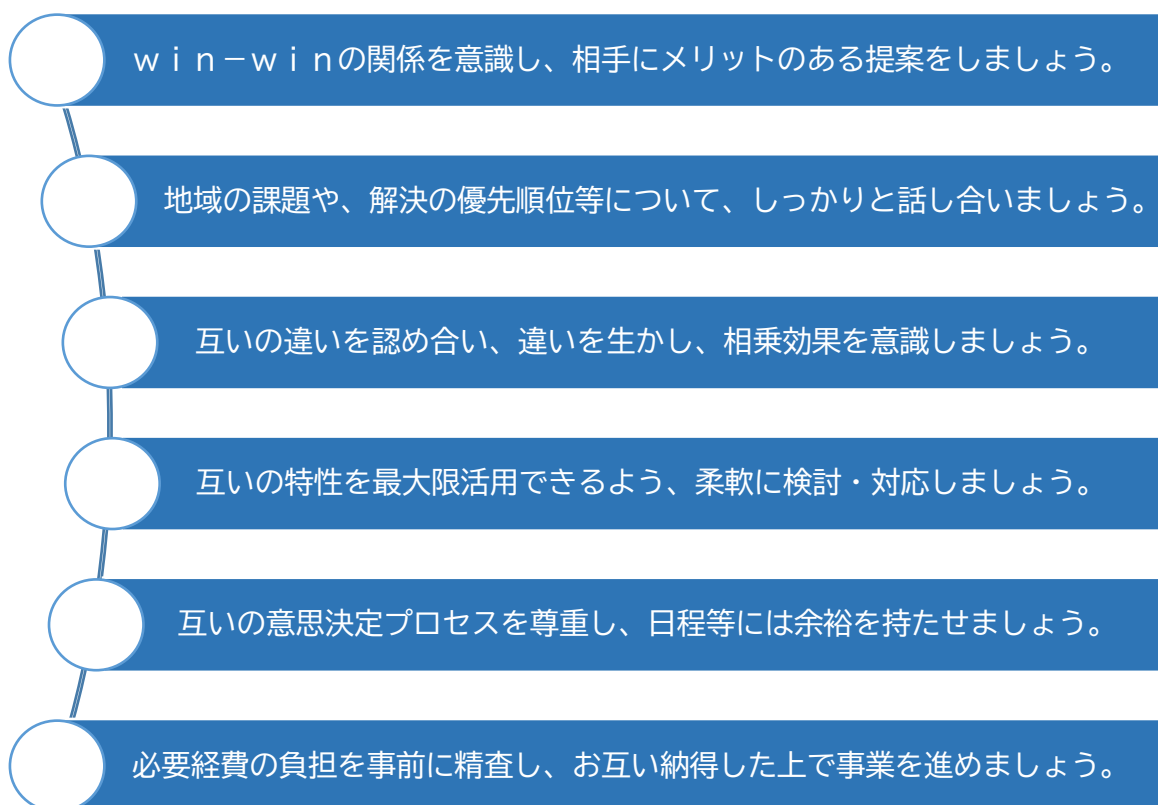 ｗｉｎ－ｗｉｎの関係を意識し、相手にメリットのある提案をしましょう。
地域の課題や、解決の優先順位等について、しっかりと話し合いましょう。
互いの違いを認め合い、違いを生かし、相乗効果を意識しましょう。
互いの特性を最大限活用できるよう、柔軟に検討・対応しましょう。
互いの意思決定プロセスを尊重し、日程等には余裕を持たせましょう。
必要経費の負担を事前に精査し、お互い納得した上で事業を進めましょう。